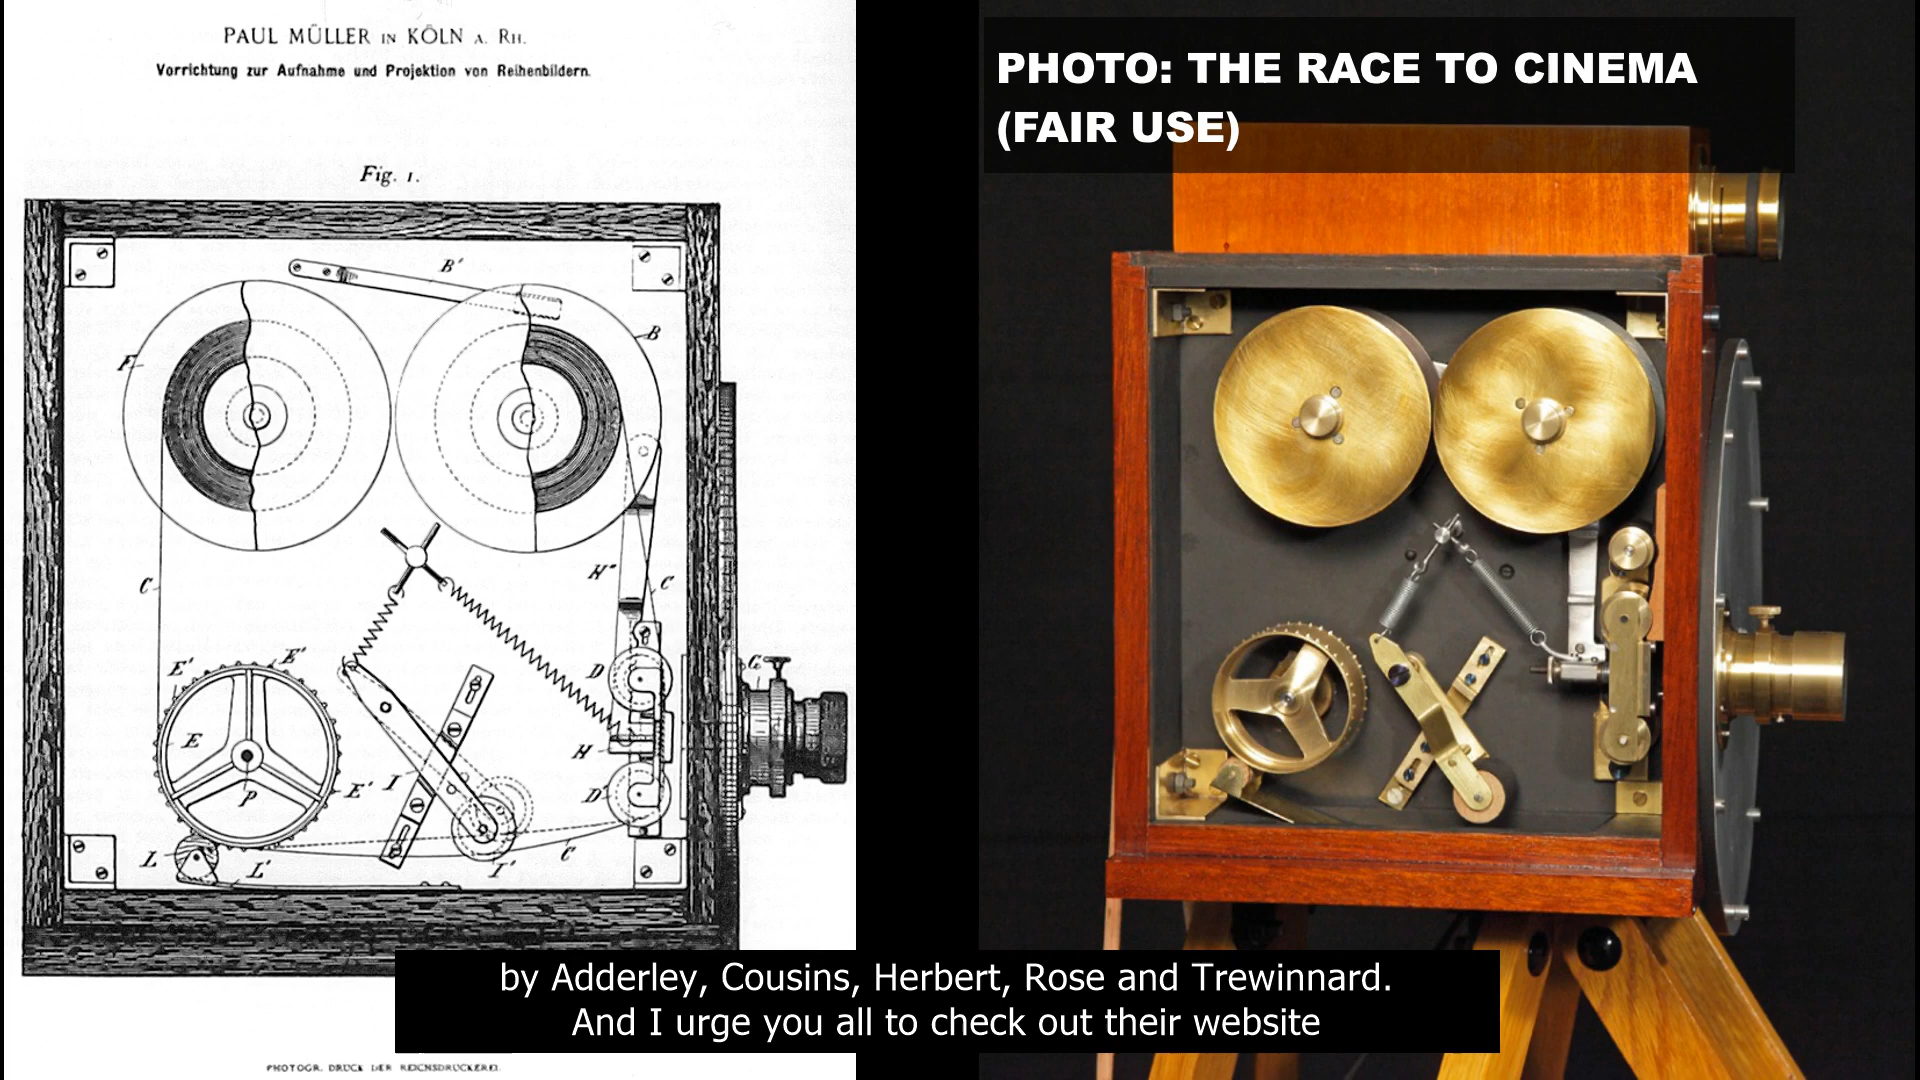 PAUL MÜLLER IN KÖLN A. RH.
Vorrichtung zur Aufnahme und Projektion von Reihenbildern.
Fig. 1.
B'
B
F
H"
C
C
E'
E'
D
G
E
H
I
E'
P
D'
L
L'
I'
C
PHOTOGR. DRUCK DER REICHSDRUCKEREI.
PHOTO: THE RACE TO CINEMA
(FAIR USE)
by Adderley, Cousins, Herbert, Rose and Trewinnard.
And I urge you all to check out their website